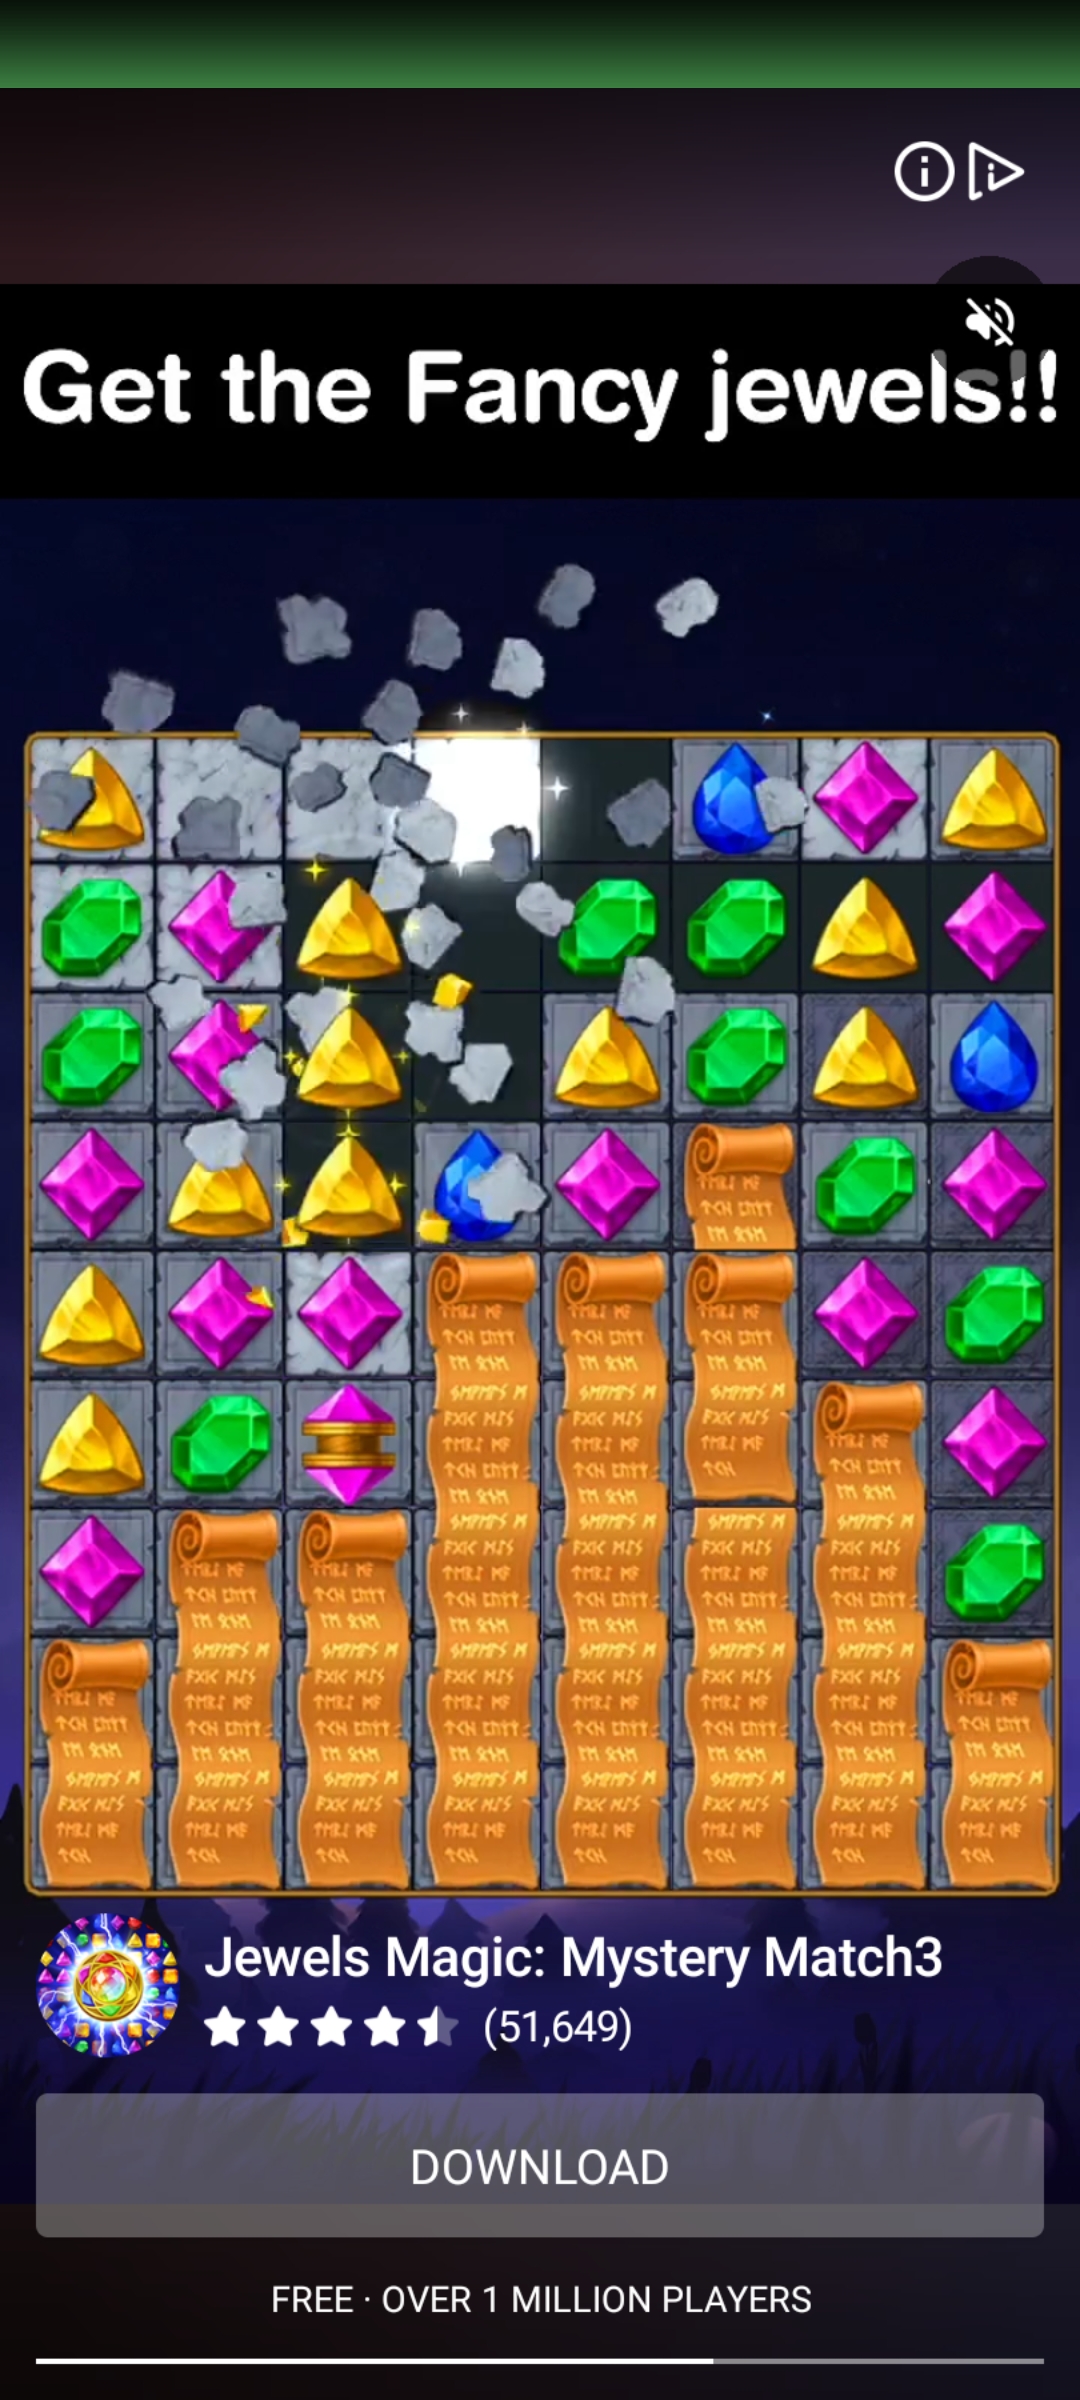 Get the Fancy jewels!!
Jewels Magic: Mystery Match3
(51,649)
DOWNLOAD
FREE · OVER 1 MILLION PLAYERS